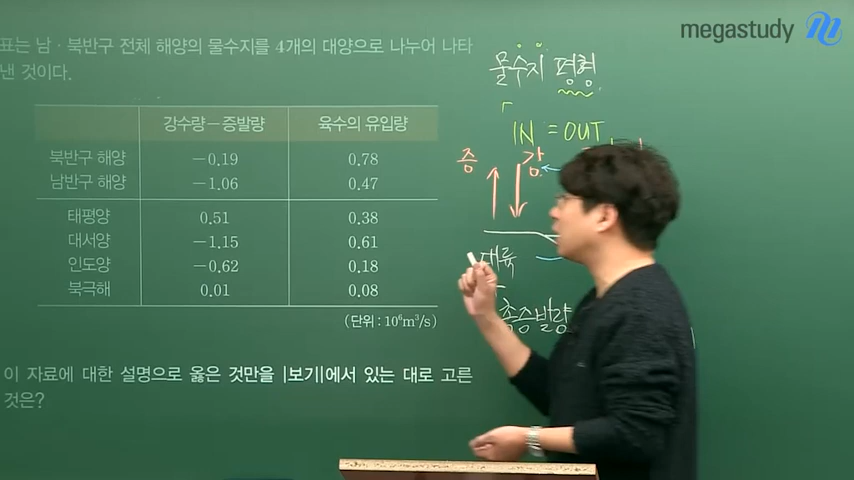 megastudy
표는 남·북반구 전체 해양의 물수지를 4개의 대양으로 나누어 나타
낸 것이다.
강수량-증발량 육수의 유입량
북반구 해양 -0.19 0.78
남반구 해양 -1.06 0.47
태평양 0.51 0.38
대서양 -1.15 0.61
인도양 -0.62 0.18
북극해 0.01 0.08
(단위 : 10⁶m³/s)
이 자료에 대한 설명으로 옳은 것만을 |보기|에서 있는 대로 고른
것은?
물수지 평형
IN = OUT
증 강
대륙
측증발량